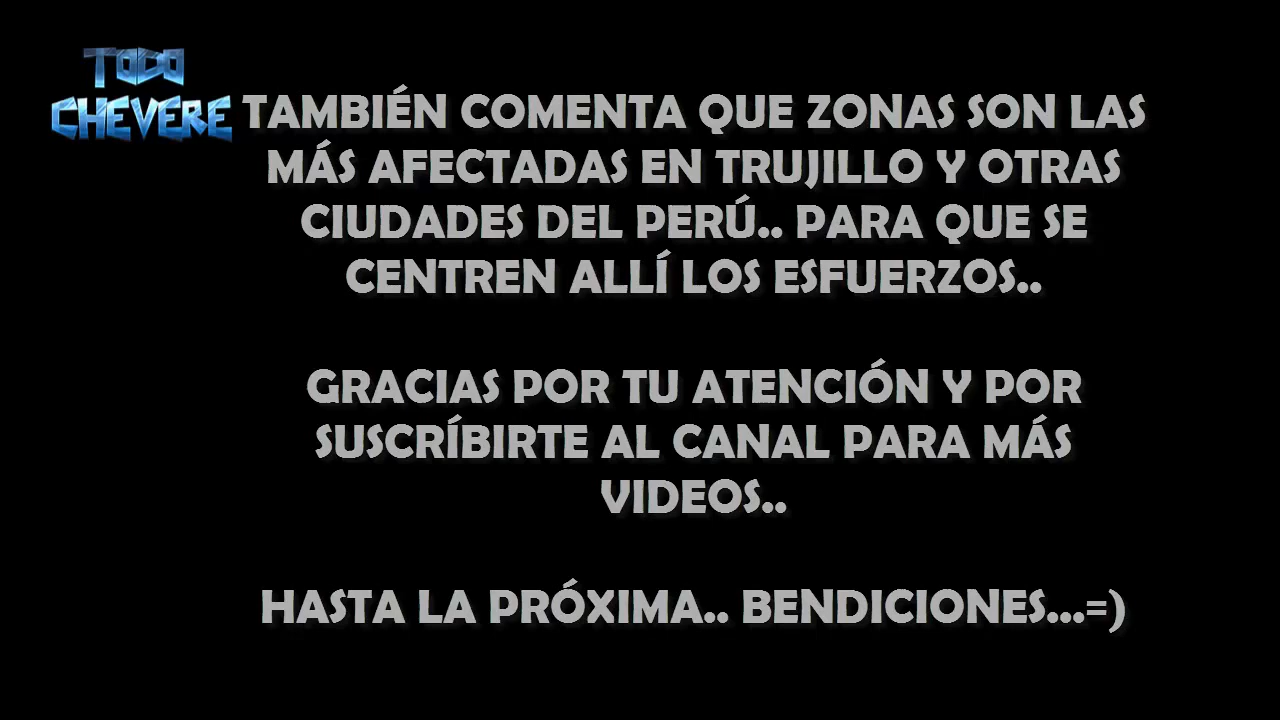 TODO
CHEVERE
TAMBIÉN COMENTA QUE ZONAS SON LAS
MÁS AFECTADAS EN TRUJILLO Y OTRAS
CIUDADES DEL PERÚ.. PARA QUE SE
CENTREN ALLÍ LOS ESFUERZOS..
GRACIAS POR TU ATENCIÓN Y POR
SUSCRÍBIRTE AL CANAL PARA MÁS
VIDEOS..
HASTA LA PRÓXIMA.. BENDICIONES...=)